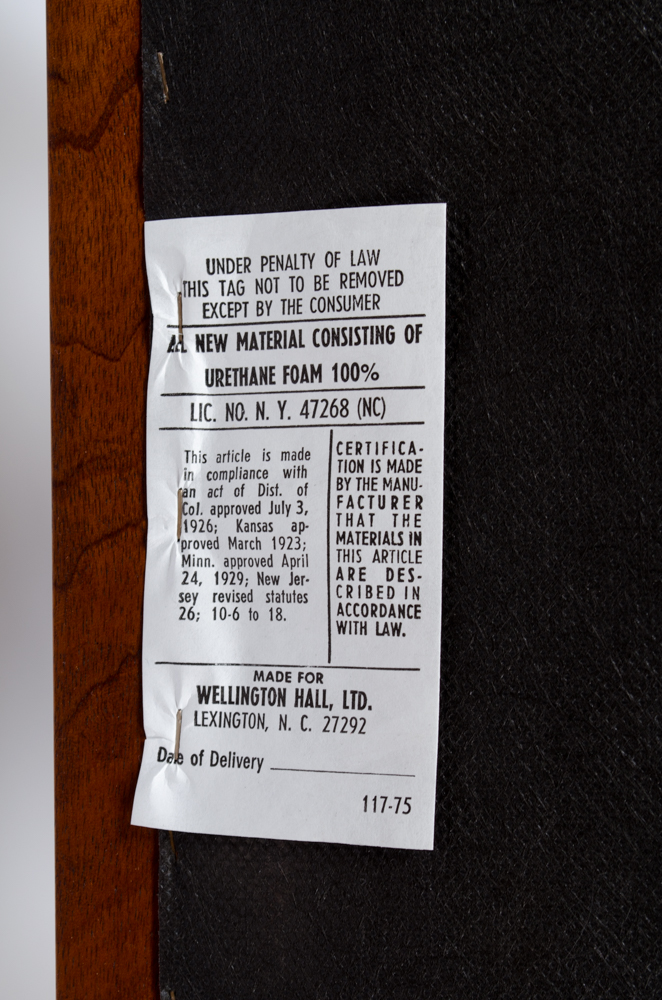 UNDER PENALTY OF LAW
THIS TAG NOT TO BE REMOVED
EXCEPT BY THE CONSUMER
ALL NEW MATERIAL CONSISTING OF
URETHANE FOAM 100%
LIC. NO. N. Y. 47268 (NC)
This article is made
in compliance with
an act of Dist. of
Col. approved July 3,
1926; Kansas ap-
proved March 1923;
Minn. approved April
24, 1929; New Jer-
sey revised statutes
26; 10-6 to 18.
CERTIFICA-
TION IS MADE
BY THE MANU-
FACTURER
THAT THE
MATERIALS IN
THIS ARTICLE
ARE DES-
CRIBED IN
ACCORDANCE
WITH LAW.
MADE FOR
WELLINGTON HALL, LTD.
LEXINGTON, N. C. 27292
Date of Delivery
117-75